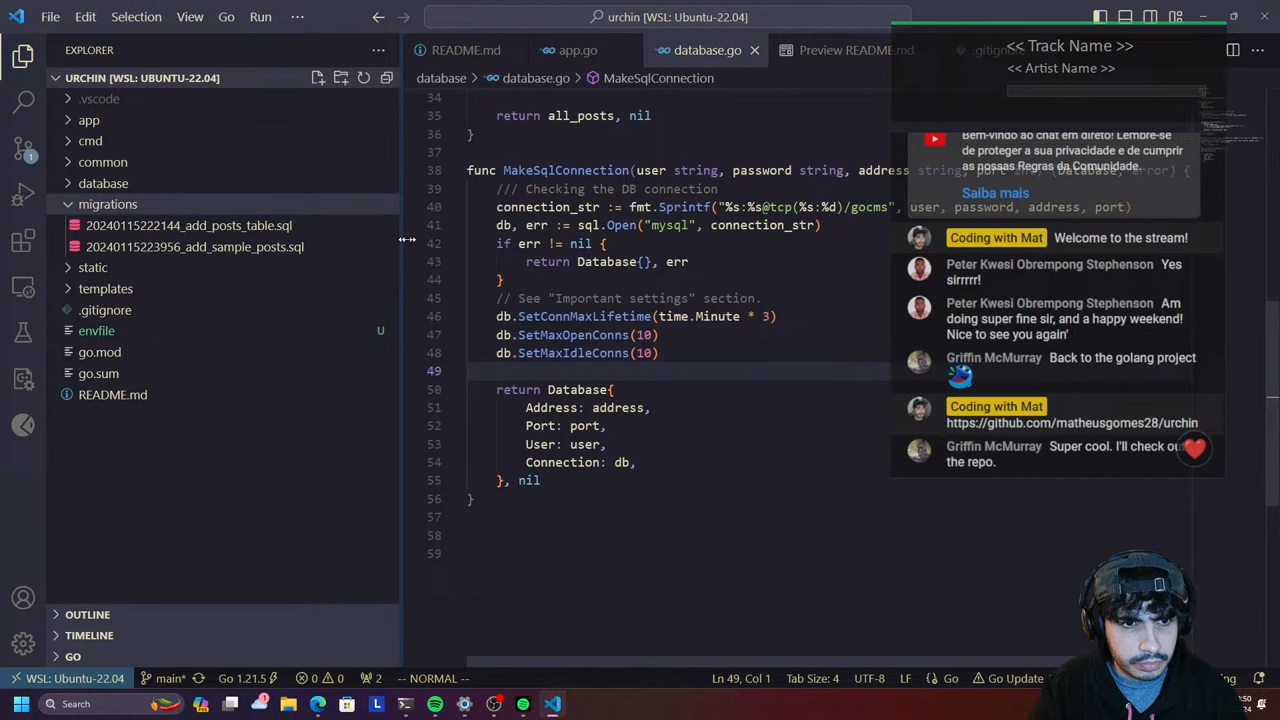 File Edit Selection View Go Run ···
urchin [WSL: Ubuntu-22.04]
EXPLORER
URCHIN [WSL: UBUNTU-22.04]
.vscode
app
cmd
common
database
migrations
20240115222144_add_posts_table.sql
20240115223956_add_sample_posts.sql
static
templates
.gitignore
envfile U
go.mod
go.sum
README.md
OUTLINE
TIMELINE
GO
README.md app.go database.go Preview README.md .gitignore
database > database.go > MakeSqlConnection
34
35 return all_posts, nil
36 }
37
38 func MakeSqlConnection(user string, password string, address string, port int) (Database, error) {
39 /// Checking the DB connection
40 connection_str := fmt.Sprintf("%s:%s@tcp(%s:%d)/gocms", user, password, address, port)
41 db, err := sql.Open("mysql", connection_str)
42 if err != nil {
43 return Database{}, err
44 }
45 // See "Important settings" section.
46 db.SetConnMaxLifetime(time.Minute * 3)
47 db.SetMaxOpenConns(10)
48 db.SetMaxIdleConns(10)
49
50 return Database{
51 Address: address,
52 Port: port,
53 User: user,
54 Connection: db,
55 }, nil
56 }
57
58
59
<< Track Name >>
<< Artist Name >>
Bem-vindo ao chat em direto! Lembre-se
de proteger a sua privacidade e de cumprir
as nossas Regras da Comunidade.
Saiba mais
Coding with Mat Welcome to the stream!
Peter Kwesi Obrempong Stephenson Yes
sirrrrr!
Peter Kwesi Obrempong Stephenson Am
doing super fine sir, and a happy weekend!
Nice to see you again'
Griffin McMurray Back to the golang project
Coding with Mat
https://github.com/matheusgomes28/urchin
Griffin McMurray Super cool. I'll check out
the repo.
WSL: Ubuntu-22.04 main* Go 1.21.5 0 0 2 -- NORMAL -- Ln 49, Col 1 Tab Size: 4 UTF-8 LF Go Go Update
Search